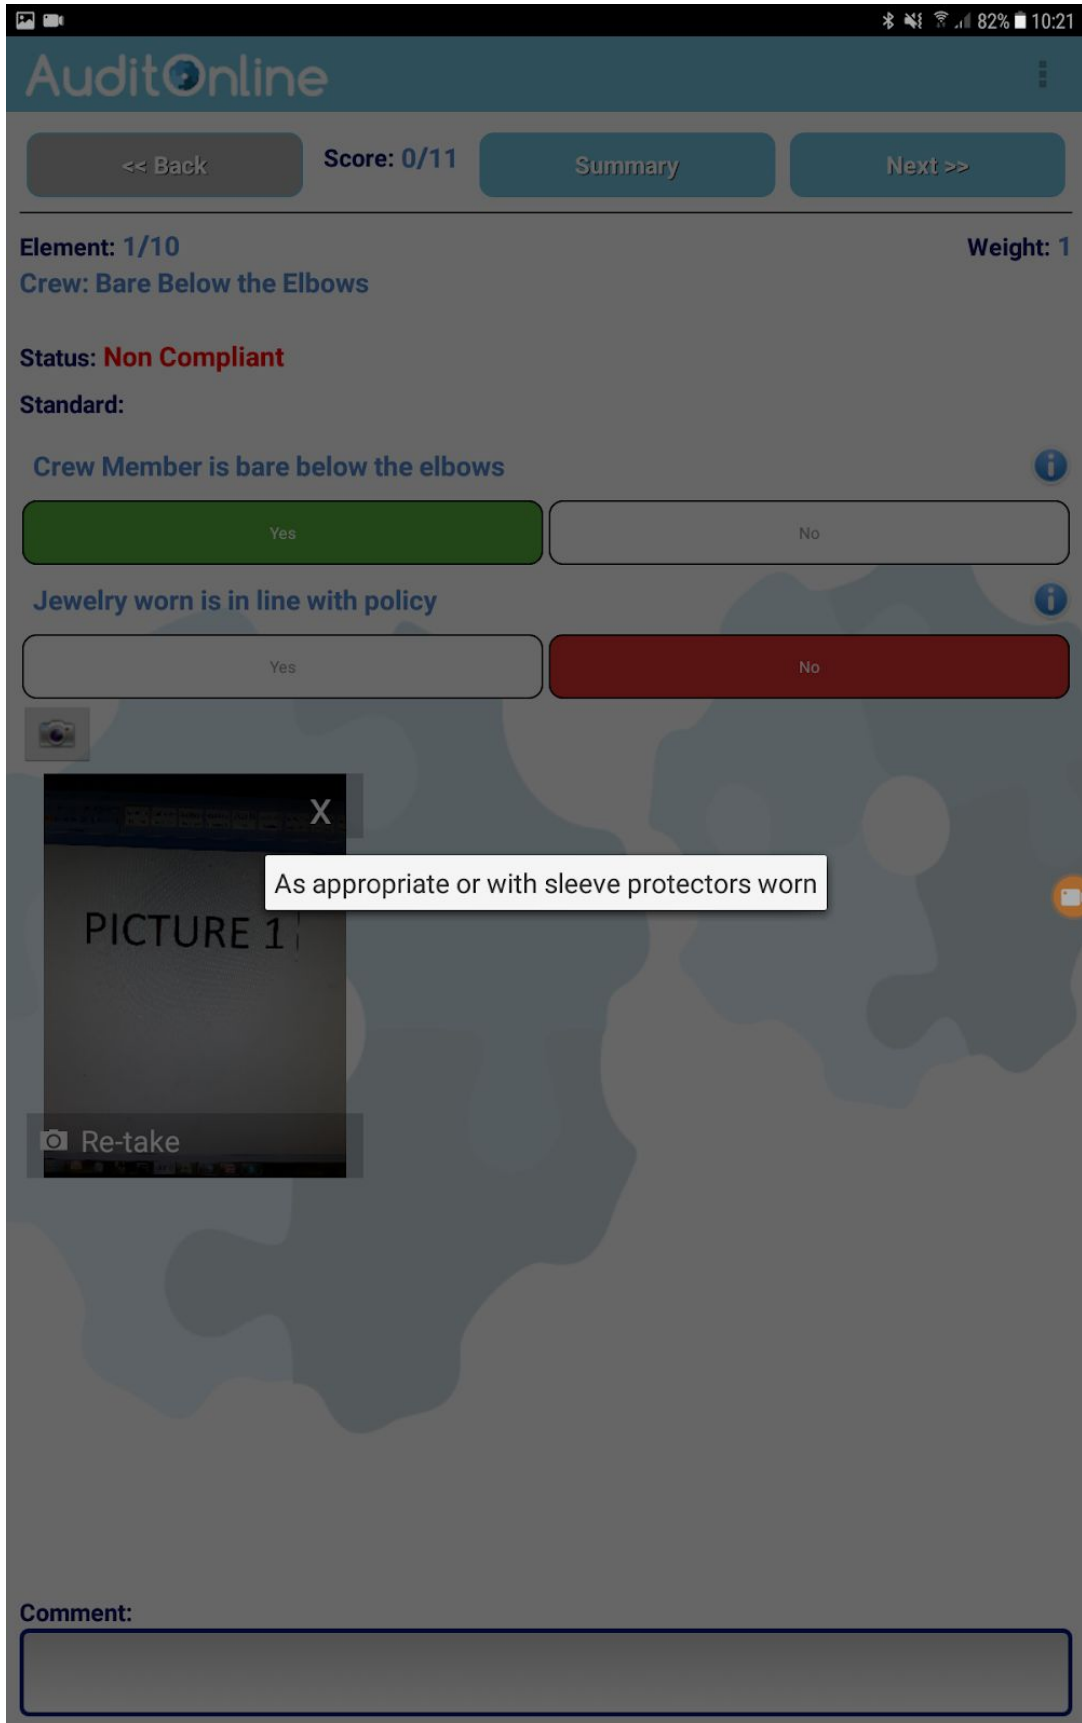 82% 10:21
AuditOnline
<< Back Score: 0/11 Summary Next >>
Element: 1/10 Weight: 1
Crew: Bare Below the Elbows
Status: Non Compliant
Standard:
Crew Member is bare below the elbows
Yes No
Jewelry worn is in line with policy
Yes No
X
As appropriate or with sleeve protectors worn
PICTURE 1
Re-take
Comment: